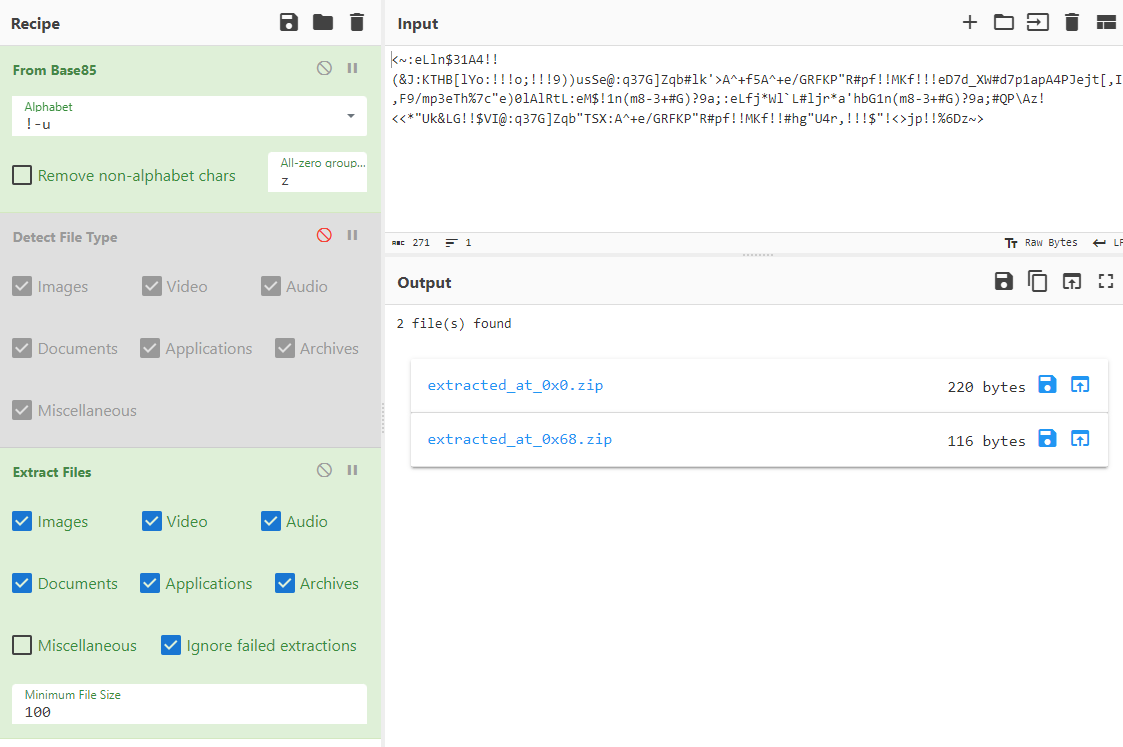 Recipe
From Base85
Alphabet
!-u
Remove non-alphabet chars
All-zero group...
z
Detect File Type
Images
Video
Audio
Documents
Applications
Archives
Miscellaneous
Extract Files
Images
Video
Audio
Documents
Applications
Archives
Miscellaneous
Ignore failed extractions
Minimum File Size
100
Input
<~:eLln$31A4!!
(&J:KTHB[lYo:!!!o;!!!9))usSe@:q37G]Zqb#lk'>A^+f5A^+e/GRFKP"R#pf!!MKf!!!eD7d_XW#d7p1apA4PJejt[,I
,F9/mp3eTh%7c"e)0lAlRtL:eM$!1n(m8-3+#G)?9a;:eLfj*Wl`L#ljr*a'hbG1n(m8-3+#G)?9a;#QP\Az!
<<*"Uk&LG!!$VI@:q37G]Zqb"TSX:A^+e/GRFKP"R#pf!!MKf!!#hg"U4r,!!!$"!<>jp!!%6Dz~>
ABC 271 1
Tt Raw Bytes LF
Output
2 file(s) found
extracted_at_0x0.zip 220 bytes
extracted_at_0x68.zip 116 bytes